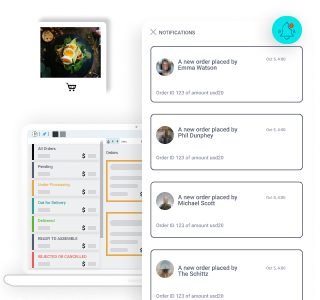 All Orders
$
Pending
$
Under Processing
$
Out for Delivery
$
Delivered
$
READY TO ASSEMBLE
$
REJECTED OR CANCELLED
$
Orders
NOTIFICATIONS
A new order placed by
Emma Watson
Oct 5, 4:00
Order ID 123 of amount usd20
A new order placed by
Phil Dunphey
Oct 5, 4:00
Order ID 123 of amount usd20
A new order placed by
Michael Scott
Oct 5, 4:00
Order ID 123 of amount usd20
A new order placed by
The Schittz
Oct 5, 4:00
Order ID 123 of amount usd20